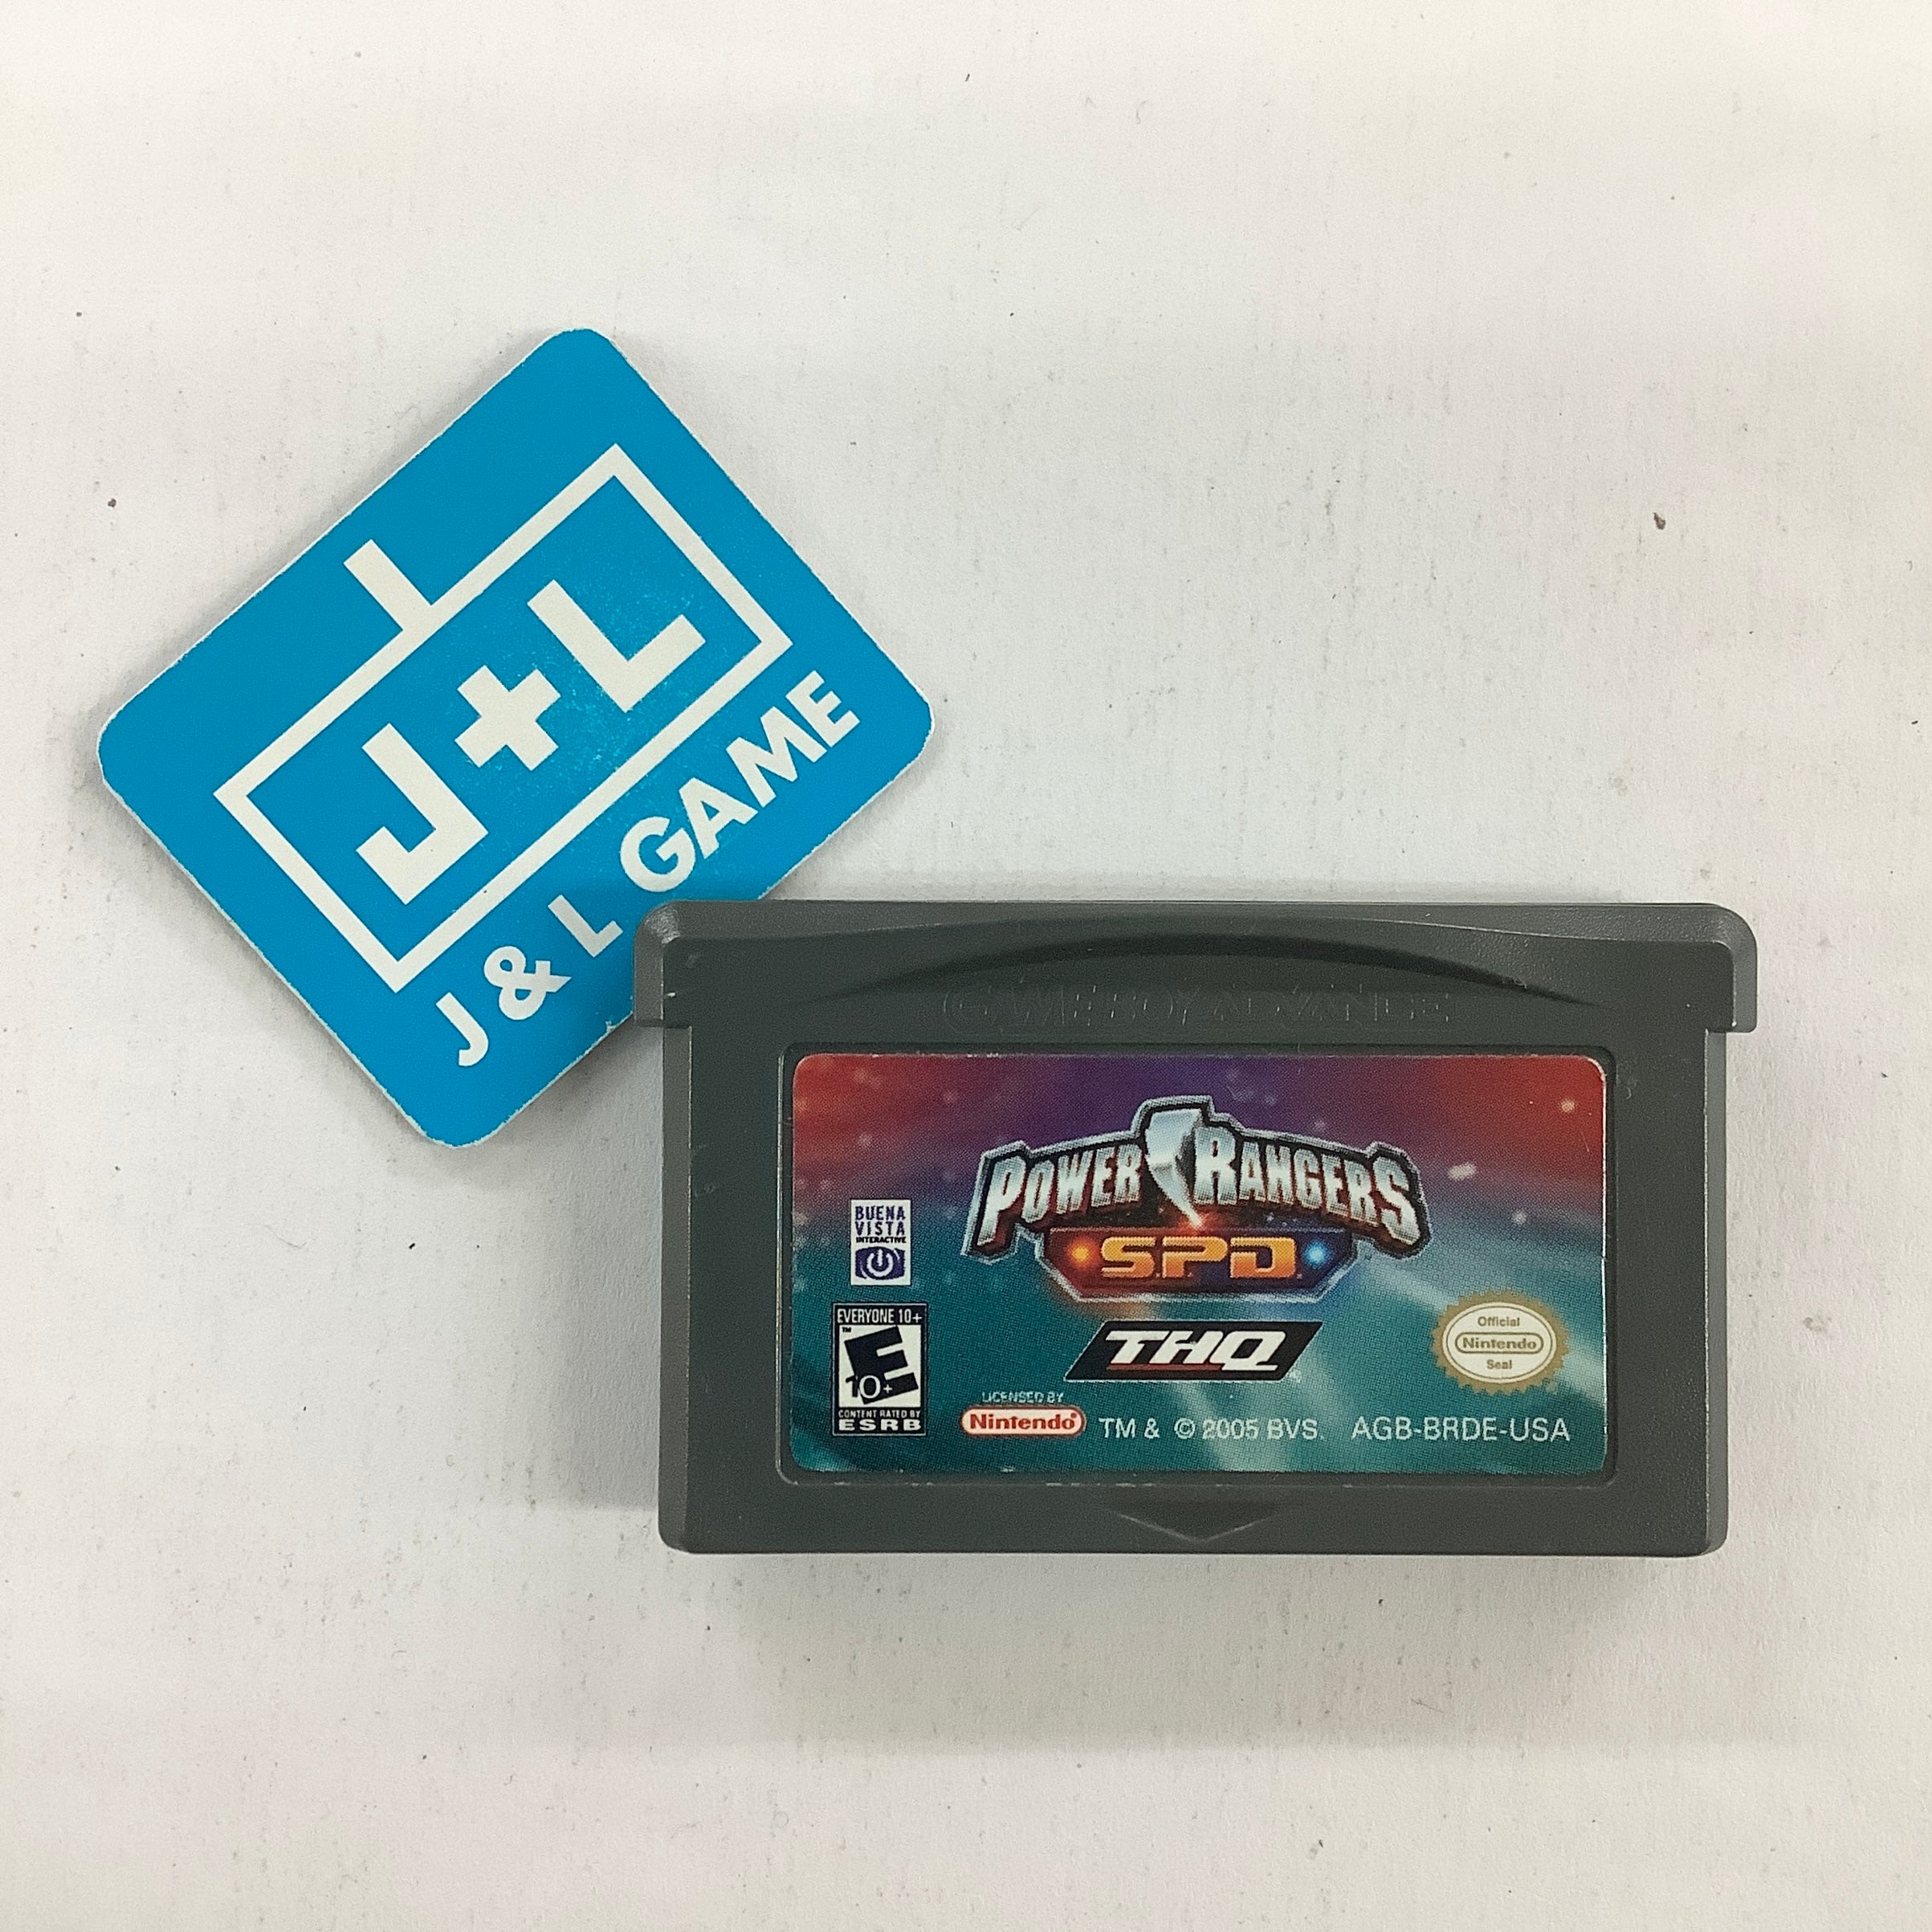 J+L
J & L GAME
GAME BOY ADVANCE
POWER RANGERS
S.P.D.
BUENA
VISTA
INTERACTIVE
EVERYONE 10+
™
E
10+
CONTENT RATED BY
ESRB
THQ
LICENSED BY
Nintendo®
TM & © 2005 BVS. AGB-BRDE-USA
Official
Nintendo
Seal